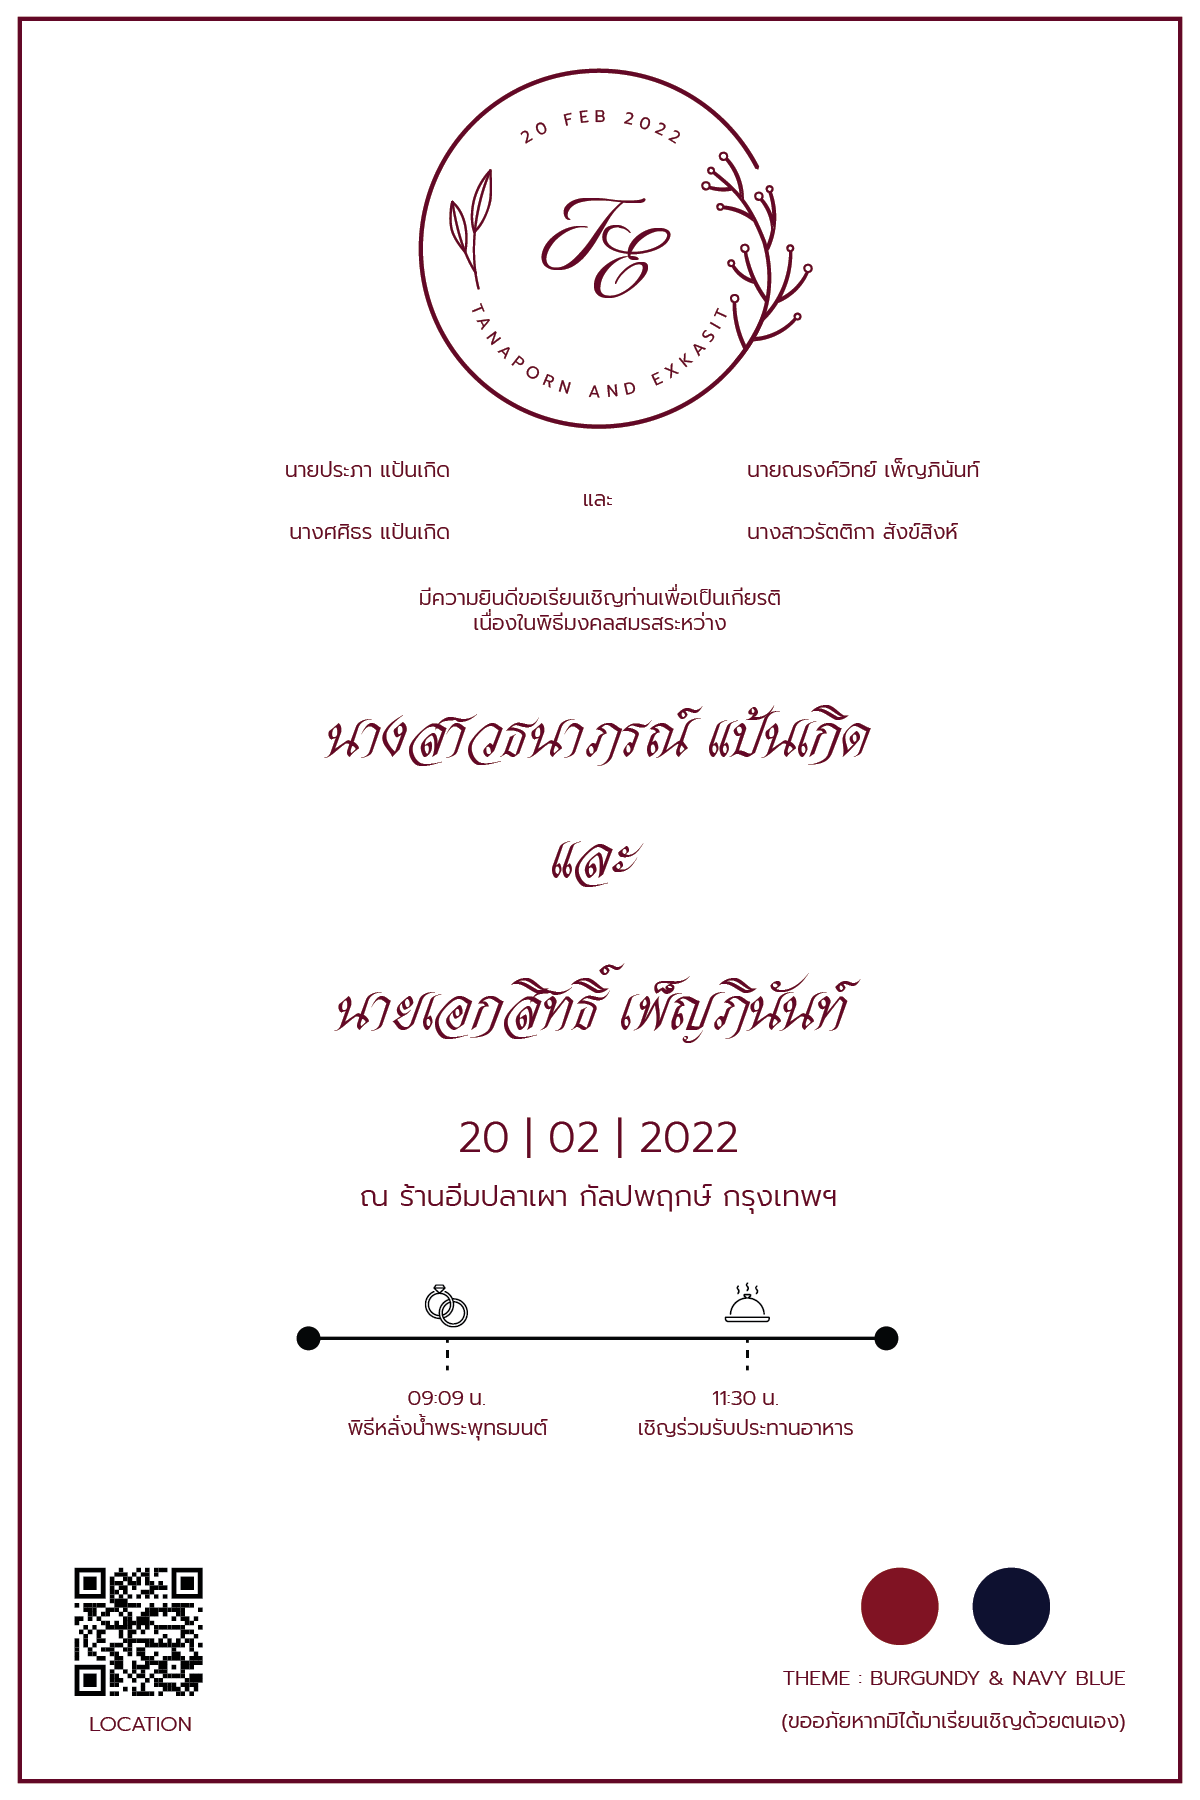 20 FEB 2022
TE
TANAPORN AND EXKASIT
นายประภา แป้นเกิด
นายณรงค์วิทย์ เพ็ญภินันท์
และ
นางศศิธร แป้นเกิด
นางสาวรัตติกา สังข์สิงห์
มีความยินดีขอเรียนเชิญท่านเพื่อเป็นเกียรติ
เนื่องในพิธีมงคลสมรสระหว่าง
นางสาวธนาภรณ์ แป้นเกิด
และ
นายเอกสิทธิ์ เพ็ญภินันท์
20 | 02 | 2022
ณ ร้านอีมปลาเผา กัลปพฤกษ์ กรุงเทพฯ
09:09 น.
11:30 น.
พิธีหลั่งน้ำพระพุทธมนต์
เชิญร่วมรับประทานอาหาร
THEME : BURGUNDY & NAVY BLUE
LOCATION
(ขออภัยหากมิได้มาเรียนเชิญด้วยตนเอง)